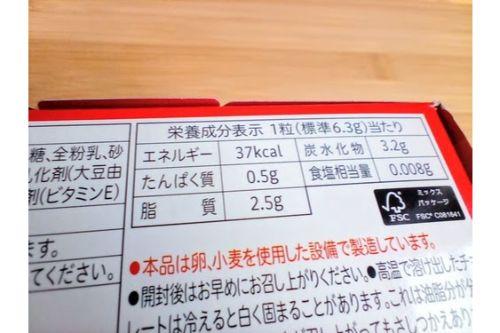 糖、全粉乳、砂
化剤(大豆由
剤(ビタミンE)
ます。
てください。
栄養成分表示 1粒(標準6.3g)当たり
エネルギー 37kcal 炭水化物 3.2g
たんぱく質 0.5g 食塩相当量 0.008g
脂 質 2.5g
FSC
ミックス
パッケージ
FSC® C081641
●本品は卵、小麦を使用した設備で製造しています。
●開封後はお早めにお召し上がりください。●高温で溶け出したチ
レートは冷えると白く固まることがあります。これは油脂分が